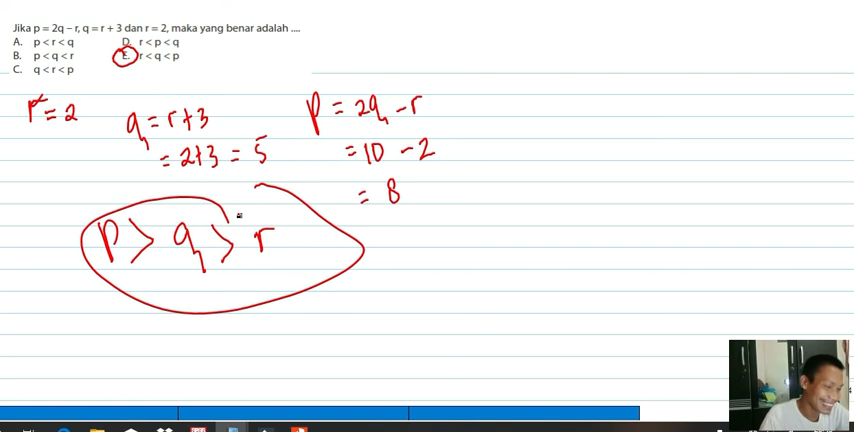 Jika p = 2q – r, q = r + 3 dan r = 2, maka yang benar adalah ....
A. p < r < q
D. r < p < q
B. p < q < r
E. r < q < p
C. q < r < p
r = 2
q = r + 3
= 2 + 3 = 5
p = 2q - r
= 10 - 2
= 8
p > q > r